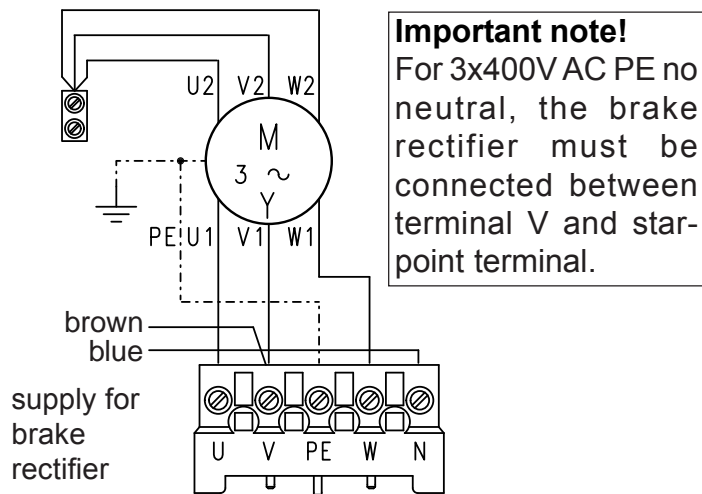 Important note!
For 3x400V AC PE no
neutral, the brake
rectifier must be
connected between
terminal V and star-
point terminal.
U2 V2 W2
M
3 ~
Y
PE U1 V1 W1
brown
blue
supply for
brake
rectifier
U V PE W N